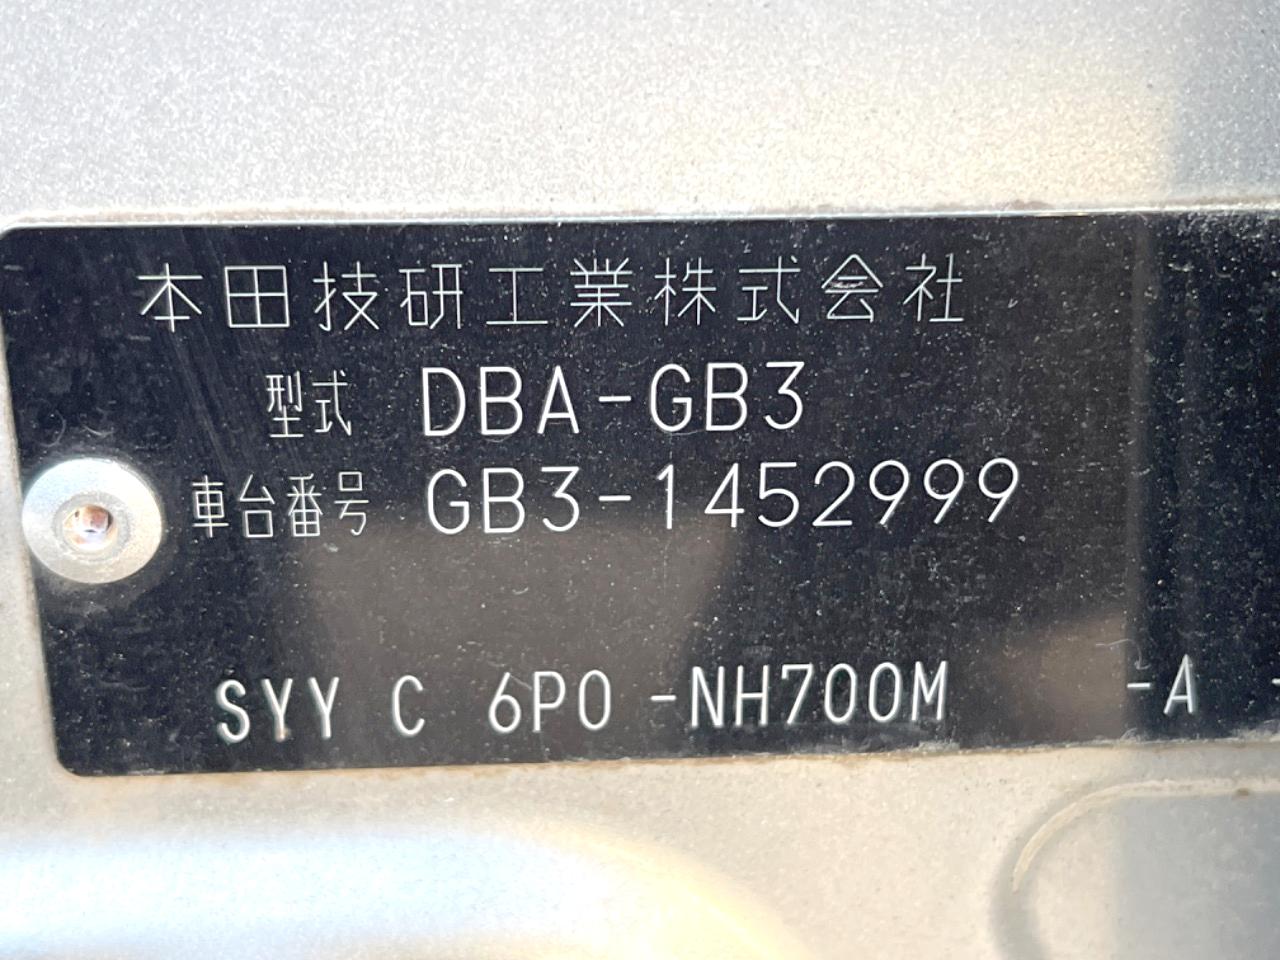 本田技研工業株式会社
型式 DBA-GB3
車台番号 GB3-1452999
SYY C 6P0 -NH700M -A -